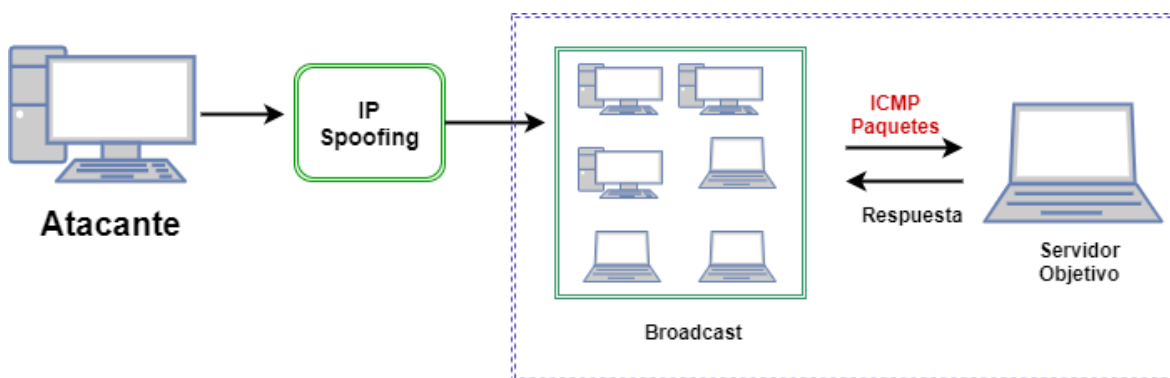 Atacante
IP
Spoofing
Broadcast
ICMP
Paquetes
Respuesta
Servidor
Objetivo